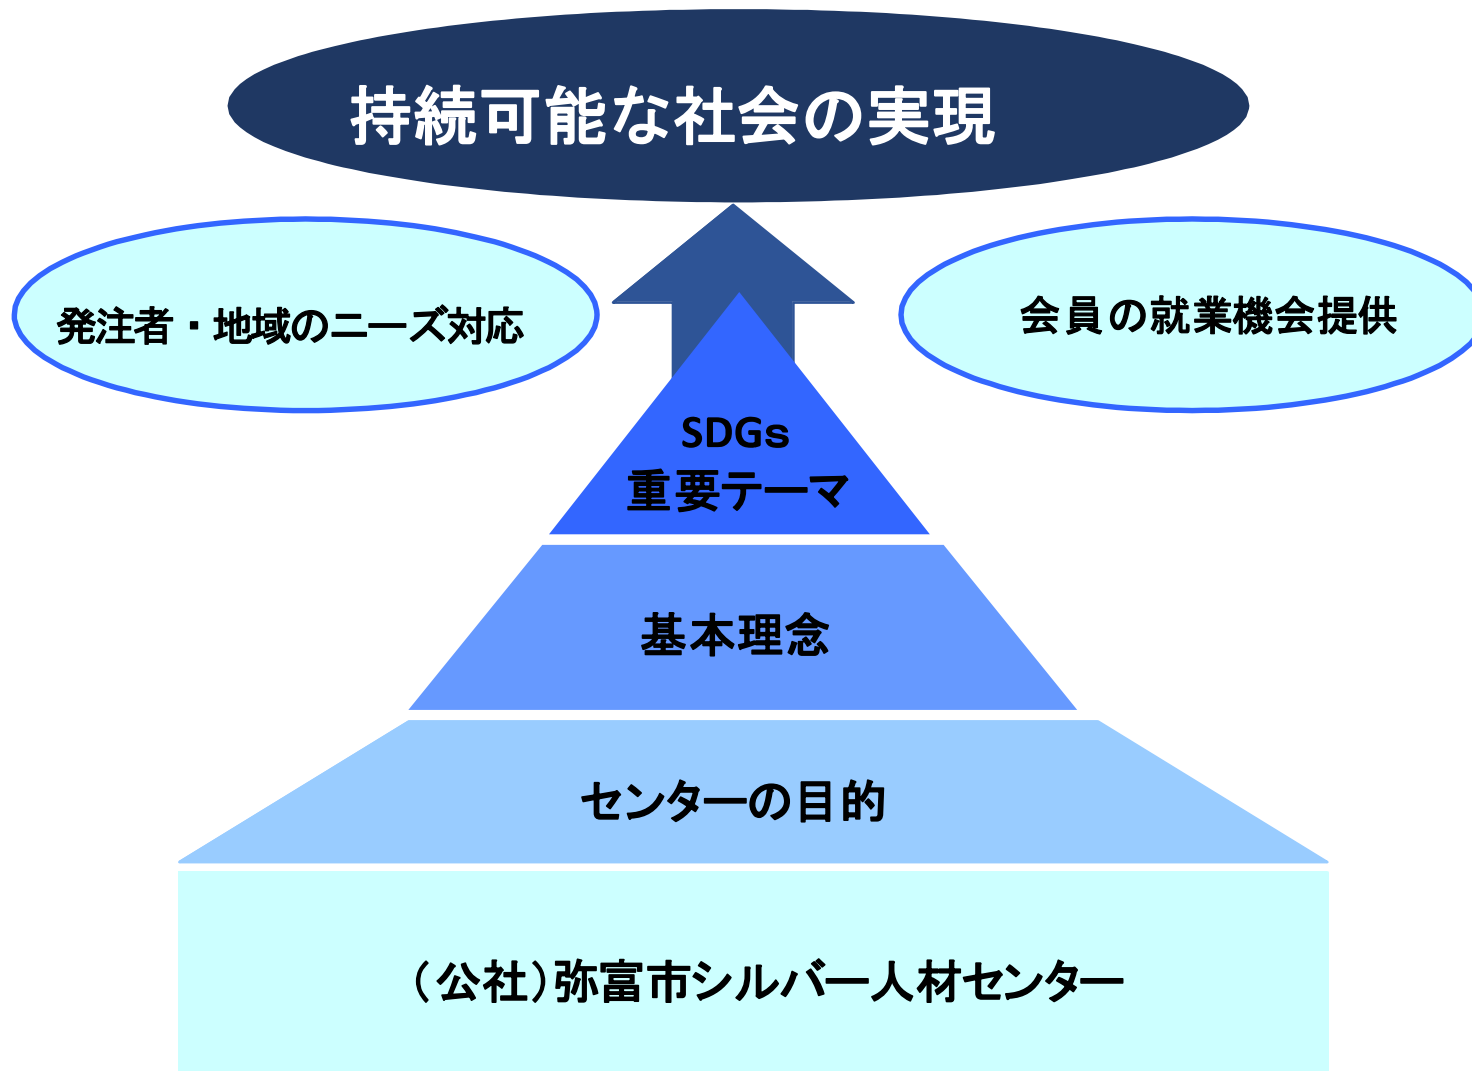 持続可能な社会の実現
発注者・地域のニーズ対応
会員の就業機会提供
SDGs
重要テーマ
基本理念
センターの目的
（公社）弥富市シルバー人材センター